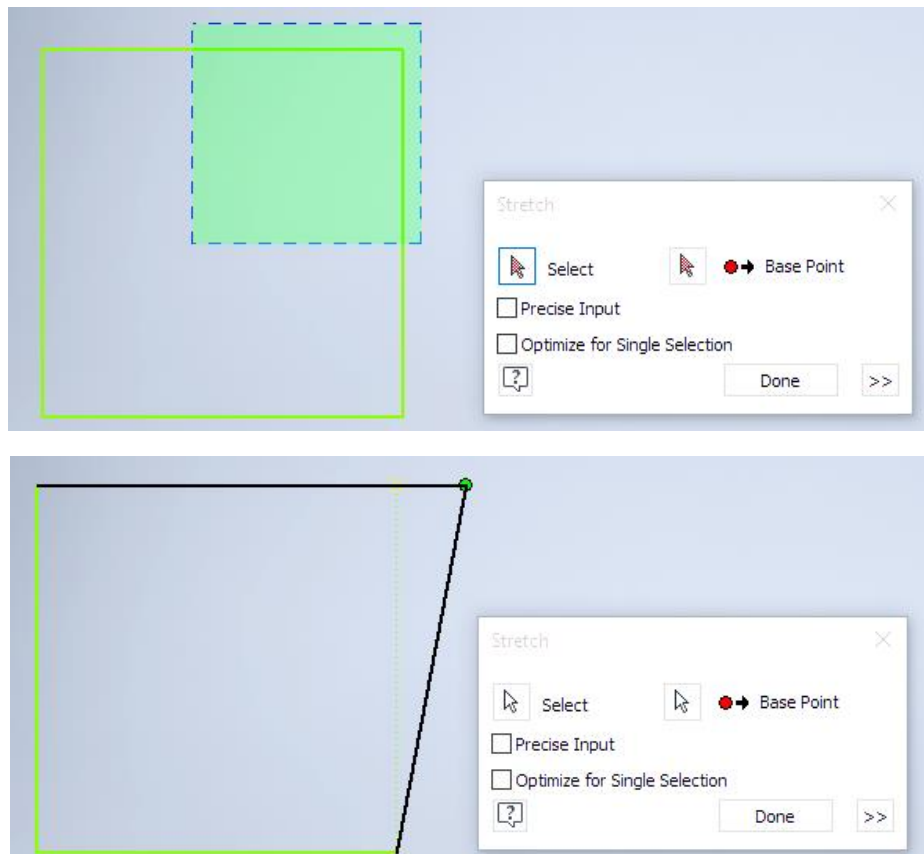 Stretch
Select Base Point
Precise Input
Optimize for Single Selection
? Done >>
Stretch
Select Base Point
Precise Input
Optimize for Single Selection
? Done >>